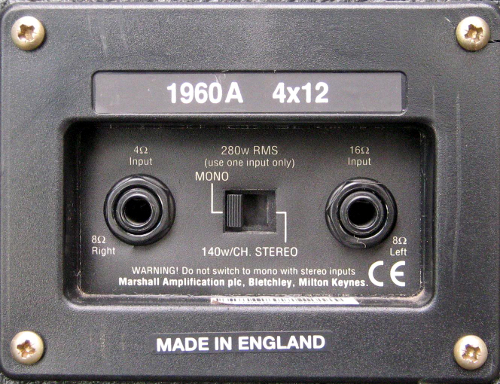 1960A 4x12
4Ω
Input
280w RMS
(use one input only)
16Ω
Input
MONO
8Ω
Right
140w/CH. STEREO
8Ω
Left
WARNING! Do not switch to mono with stereo inputs
Marshall Amplification plc, Bletchley, Milton Keynes.
CE
MADE IN ENGLAND